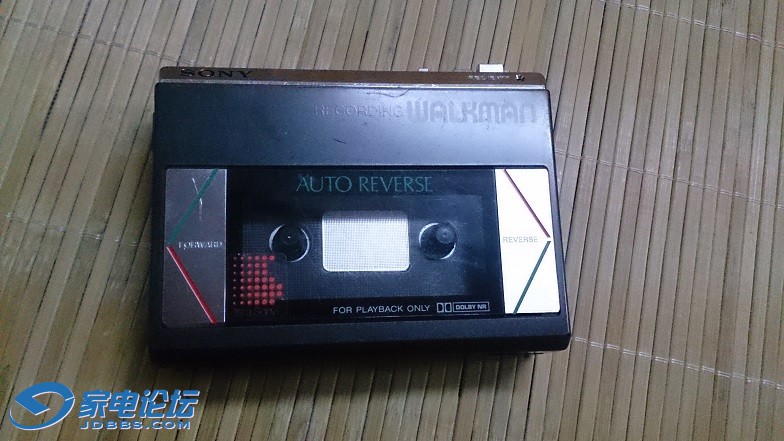 SONY
RECORDING WALKMAN
AUTO REVERSE
FORWARD
REVERSE
FOR PLAYBACK ONLY DOLBY NR
家电论坛
JDBBS.COM